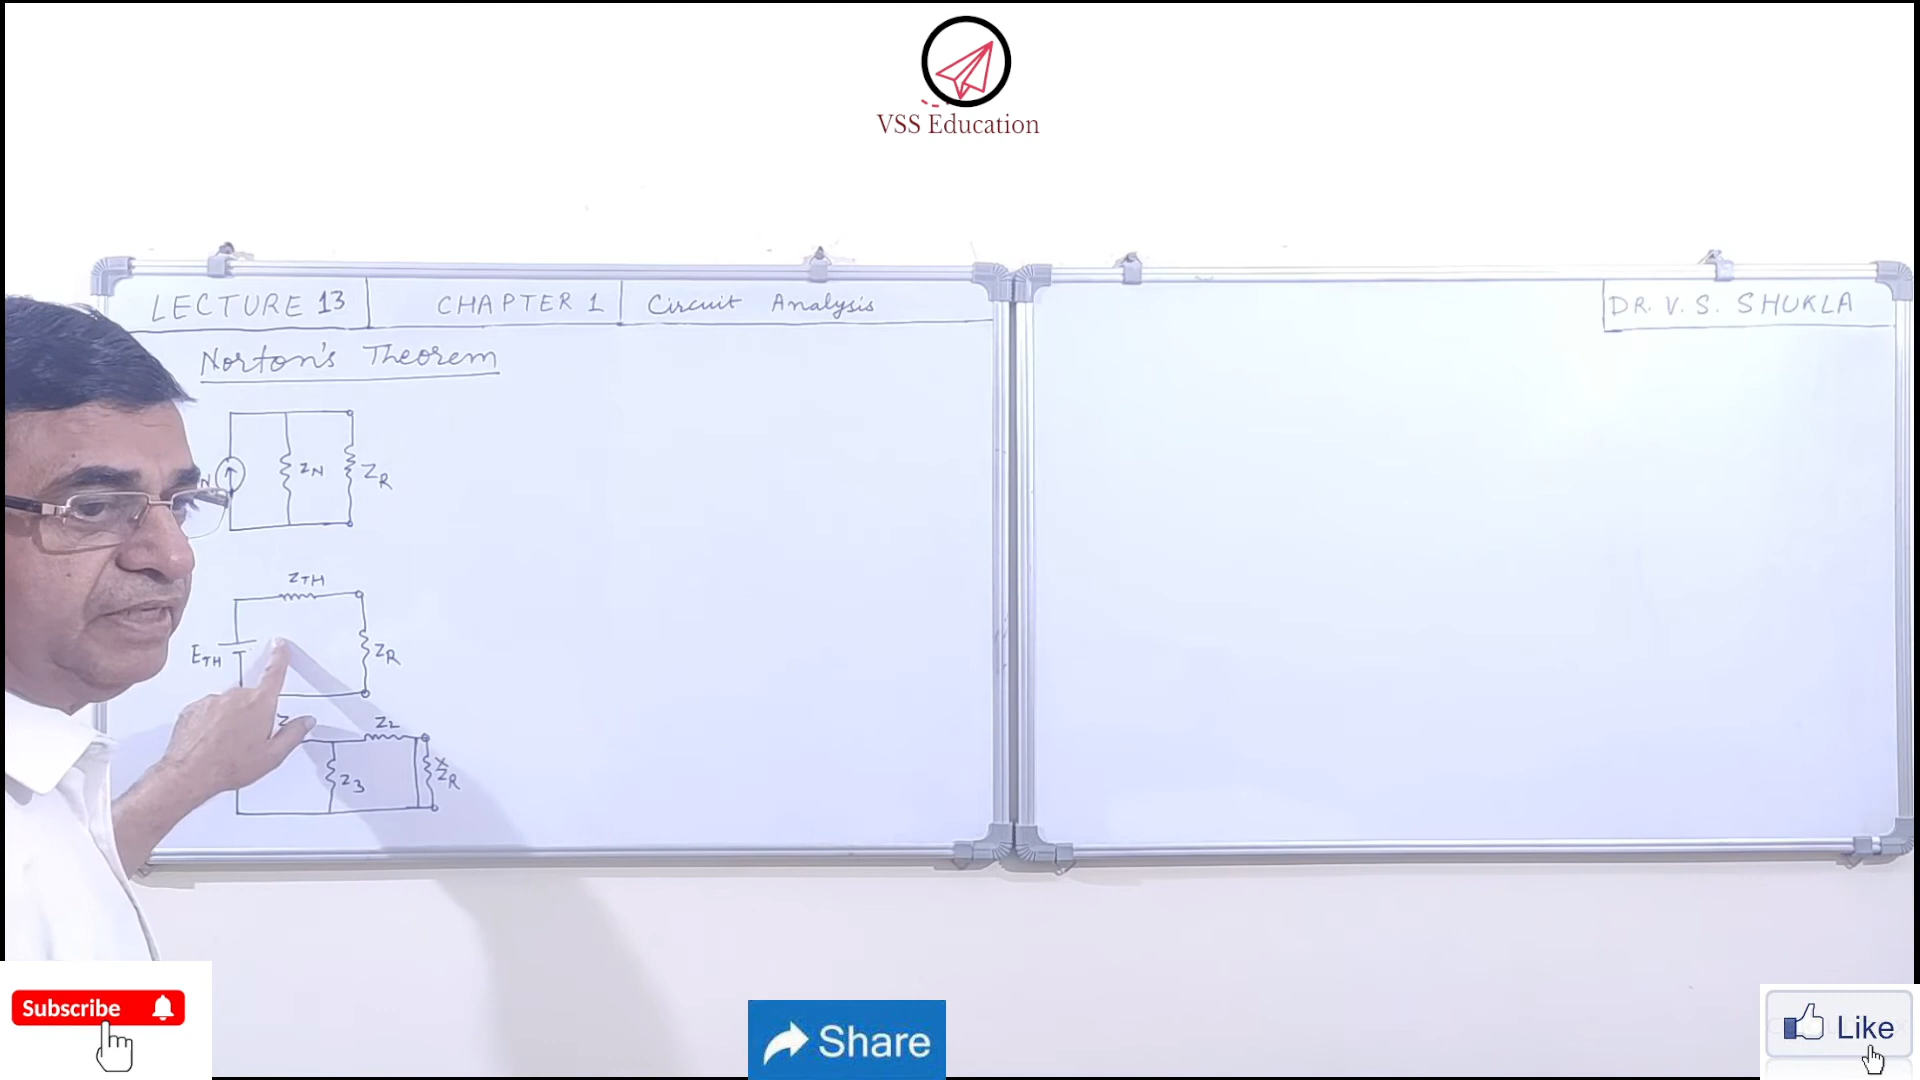 VSS Education
LECTURE 13
CHAPTER 1
Circuit Analysis
DR. V. S. SHUKLA
Norton's Theorem
N
ZN
ZR
ZTH
ETH
ZR
Z
Z2
Z3
X
ZR
Subscribe
Share
Like